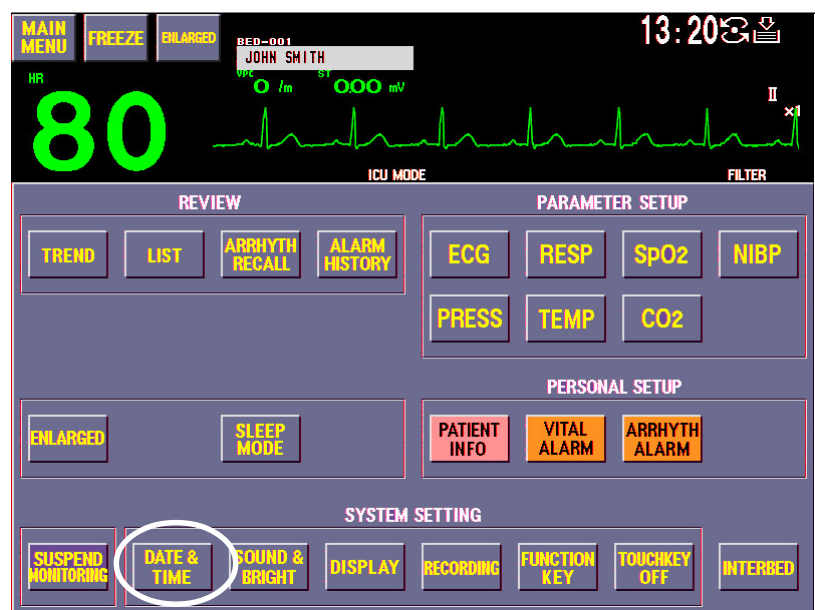 MAIN MENU FREEZE ENLARGED
BED-001
JOHN SMITH
13:20
HR
80
VPC 0 /m ST 0.00 mV
II
×1
ICU MODE
FILTER
REVIEW
TREND LIST ARRHYTH RECALL ALARM HISTORY
PARAMETER SETUP
ECG RESP SpO2 NIBP
PRESS TEMP CO2
ENLARGED SLEEP MODE
PERSONAL SETUP
PATIENT INFO VITAL ALARM ARRHYTH ALARM
SYSTEM SETTING
SUSPEND MONITORING DATE & TIME SOUND & BRIGHT DISPLAY RECORDING FUNCTION KEY TOUCHKEY OFF INTERBED